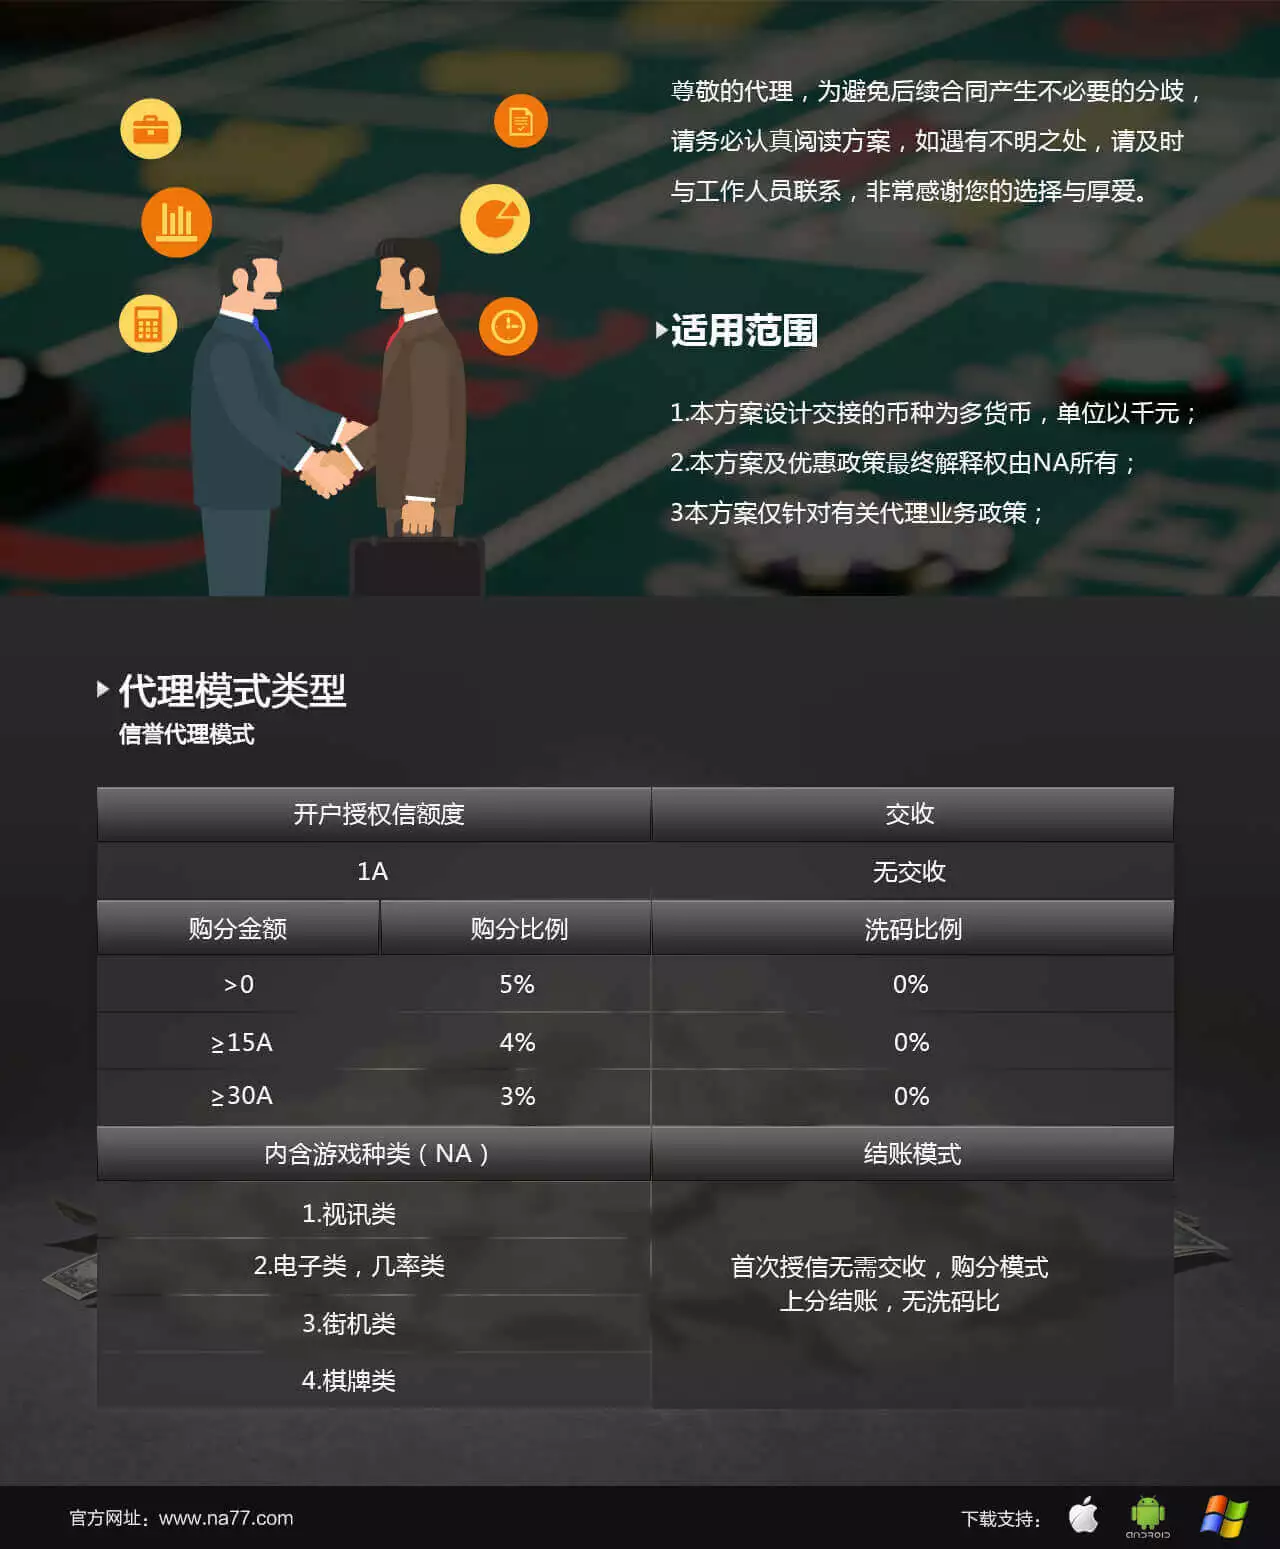 尊敬的代理，为避免后续合同产生不必要的分歧，
请务必认真阅读方案，如遇有不明之处，请及时
与工作人员联系，非常感谢您的选择与厚爱。
适用范围
1.本方案设计交接的币种为多货币，单位以千元；
2.本方案及优惠政策最终解释权由NA所有；
3本方案仅针对有关代理业务政策；
代理模式类型
信誉代理模式
开户授权信额度 交收
1A 无交收
购分金额 购分比例 洗码比例
>0 5% 0%
≥15A 4% 0%
≥30A 3% 0%
内含游戏种类（NA） 结账模式
1.视讯类
2.电子类，几率类
3.街机类
4.棋牌类
首次授信无需交收，购分模式
上分结账，无洗码比
官方网址：www.na77.com 下载支持：
ANDROID